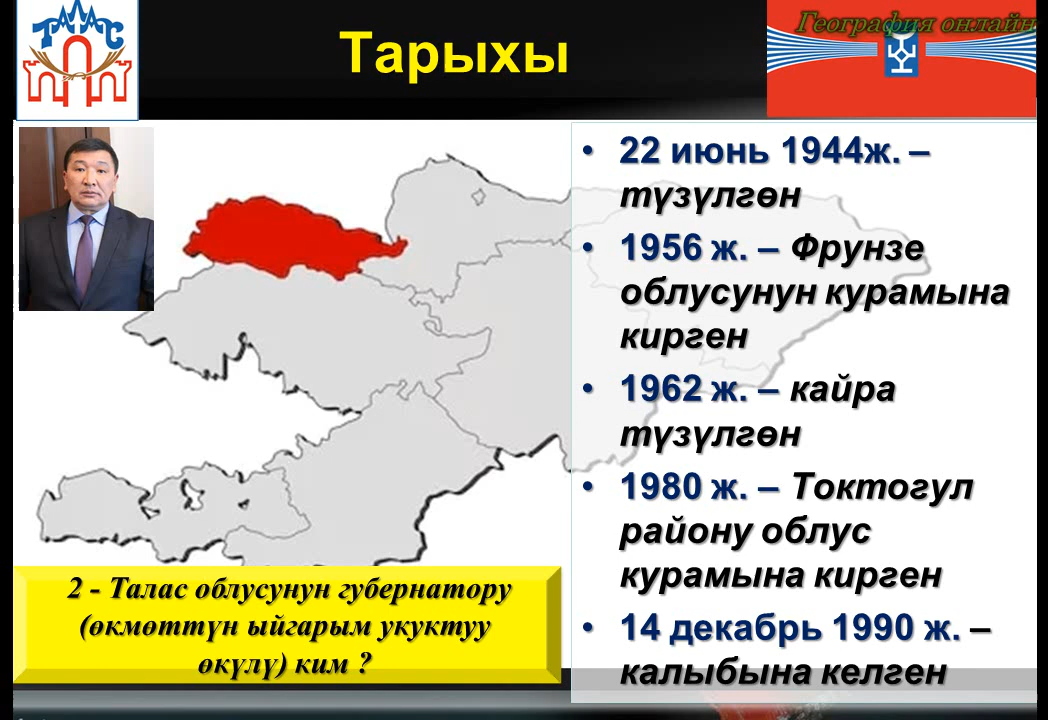 ТАЛАС
Тарыхы
География онлайн
• 22 июнь 1944ж. –
түзүлгөн
• 1956 ж. – Фрунзе
облусунун курамына
кирген
• 1962 ж. – кайра
түзүлгөн
• 1980 ж. – Токтогул
району облус
курамына кирген
• 14 декабрь 1990 ж. –
калыбына келген
2 - Талас облусунун губернатору
(өкмөттүн ыйгарым укуктуу
өкүлү) ким ?